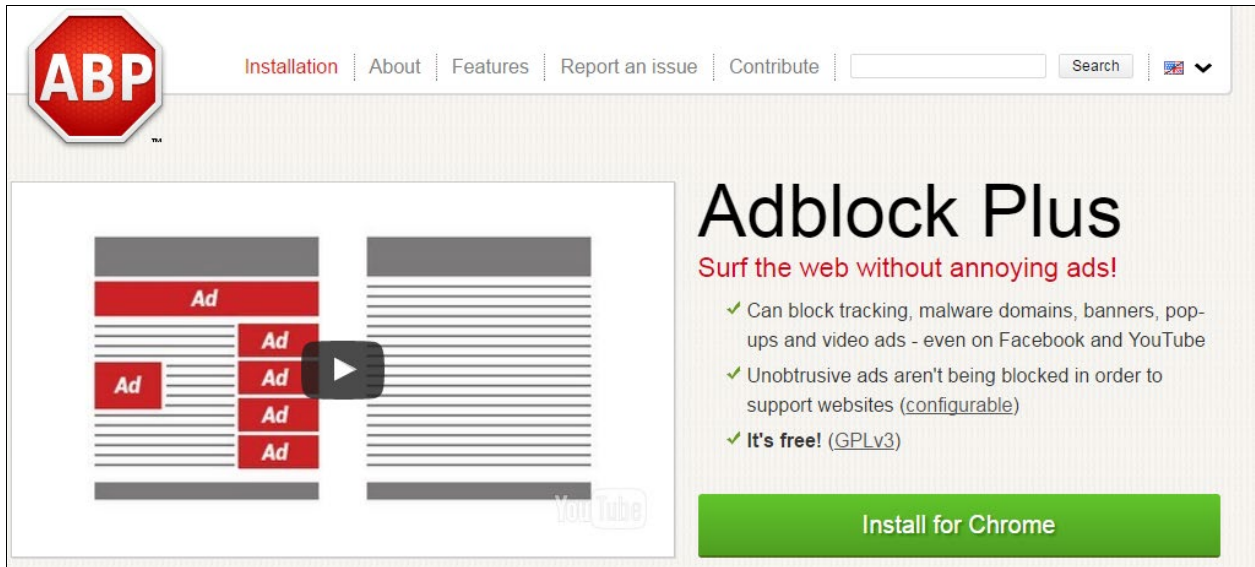 ABP
™
Installation About Features Report an issue Contribute Search
Adblock Plus
Surf the web without annoying ads!
Can block tracking, malware domains, banners, pop-
ups and video ads - even on Facebook and YouTube
Unobtrusive ads aren't being blocked in order to
support websites (configurable)
It's free! (GPLv3)
Install for Chrome
Ad
Ad
Ad
Ad
Ad
Ad
YouTube